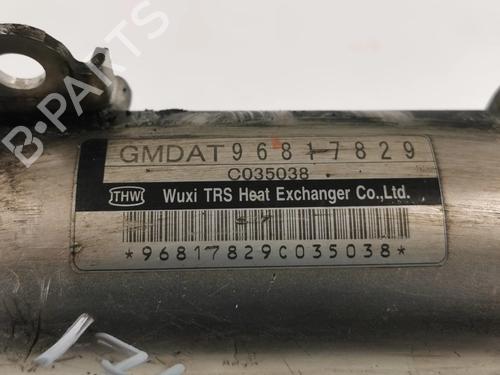 GMDAT96817829
C035038
THW Wuxi TRS Heat Exchanger Co.,Ltd.
*96817829C035038*
B-PARTS